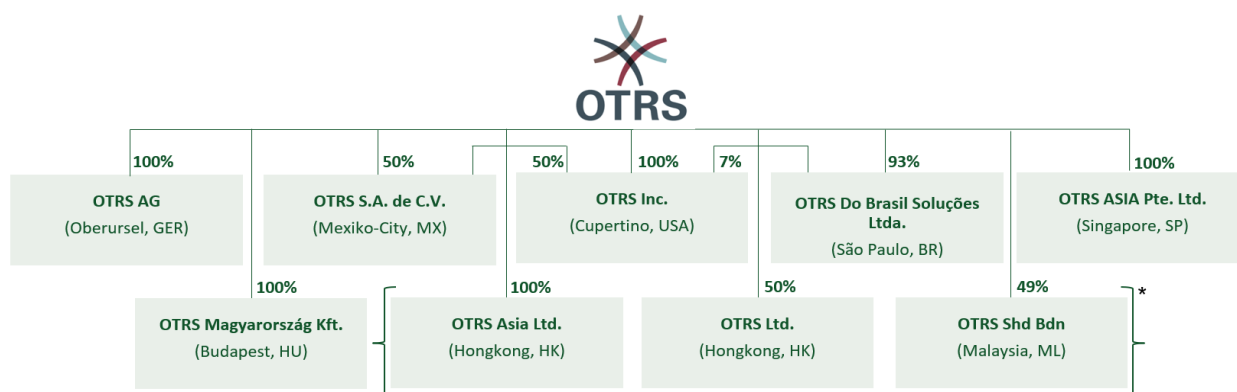 OTRS
100%
50%
50%
100%
7%
93%
100%
OTRS AG
(Oberursel, GER)
OTRS S.A. de C.V.
(Mexiko-City, MX)
OTRS Inc.
(Cupertino, USA)
OTRS Do Brasil Soluções
Ltda.
(São Paulo, BR)
OTRS ASIA Pte. Ltd.
(Singapore, SP)
100%
100%
50%
49%
*
OTRS Magyarország Kft.
(Budapest, HU)
OTRS Asia Ltd.
(Hongkong, HK)
OTRS Ltd.
(Hongkong, HK)
OTRS Shd Bdn
(Malaysia, ML)